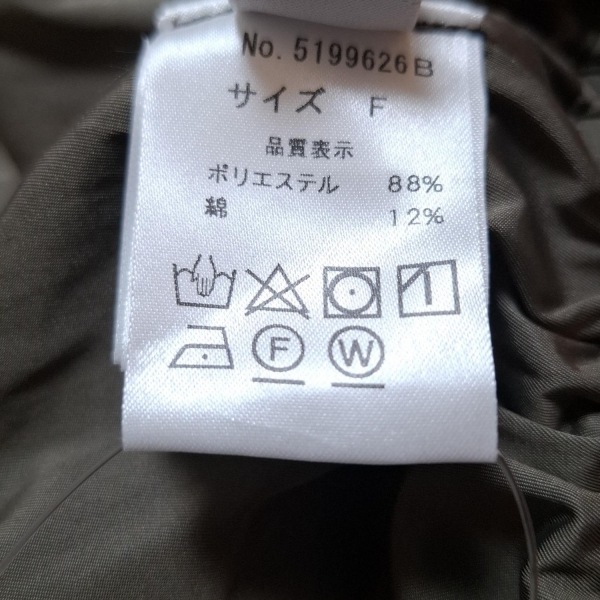 No. 5199626B
サイズ F
品質表示
ポリエステル 88%
綿 12%
F W